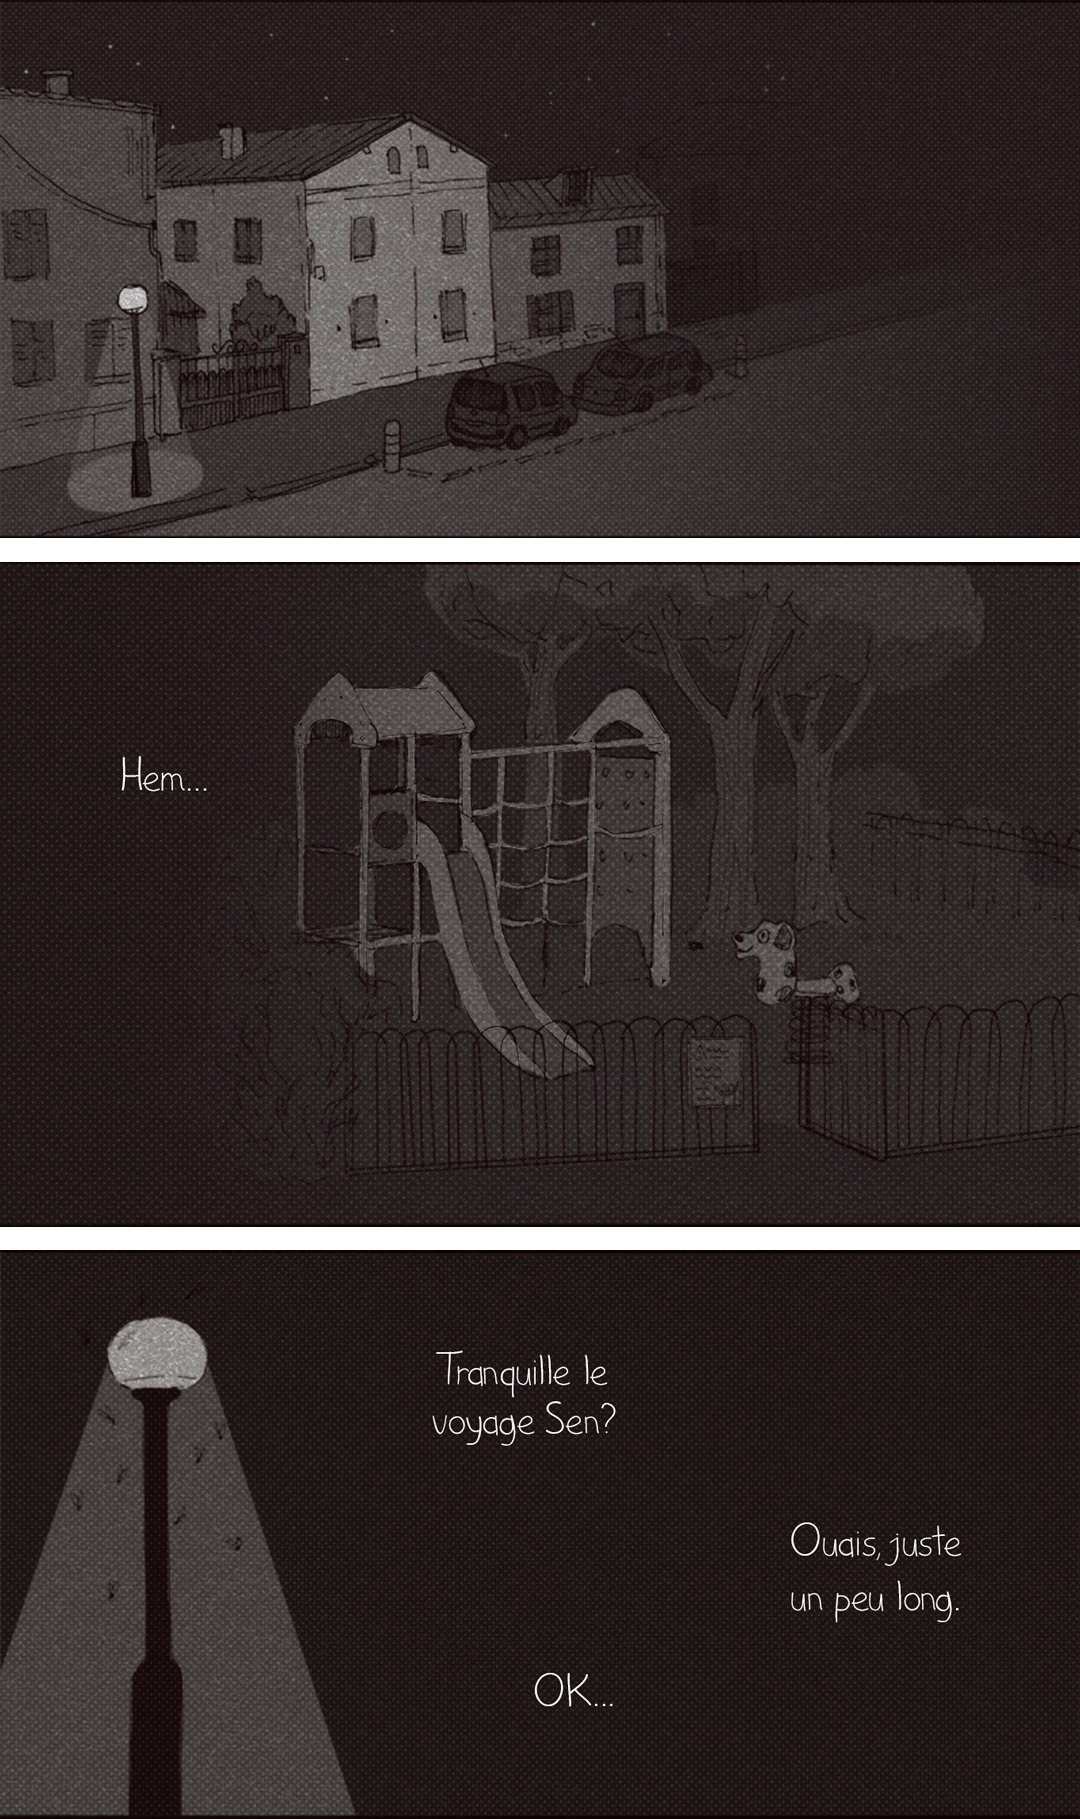 Hem...
Tranquille le
voyage Sen?
Ouais, juste
un peu long.
OK...